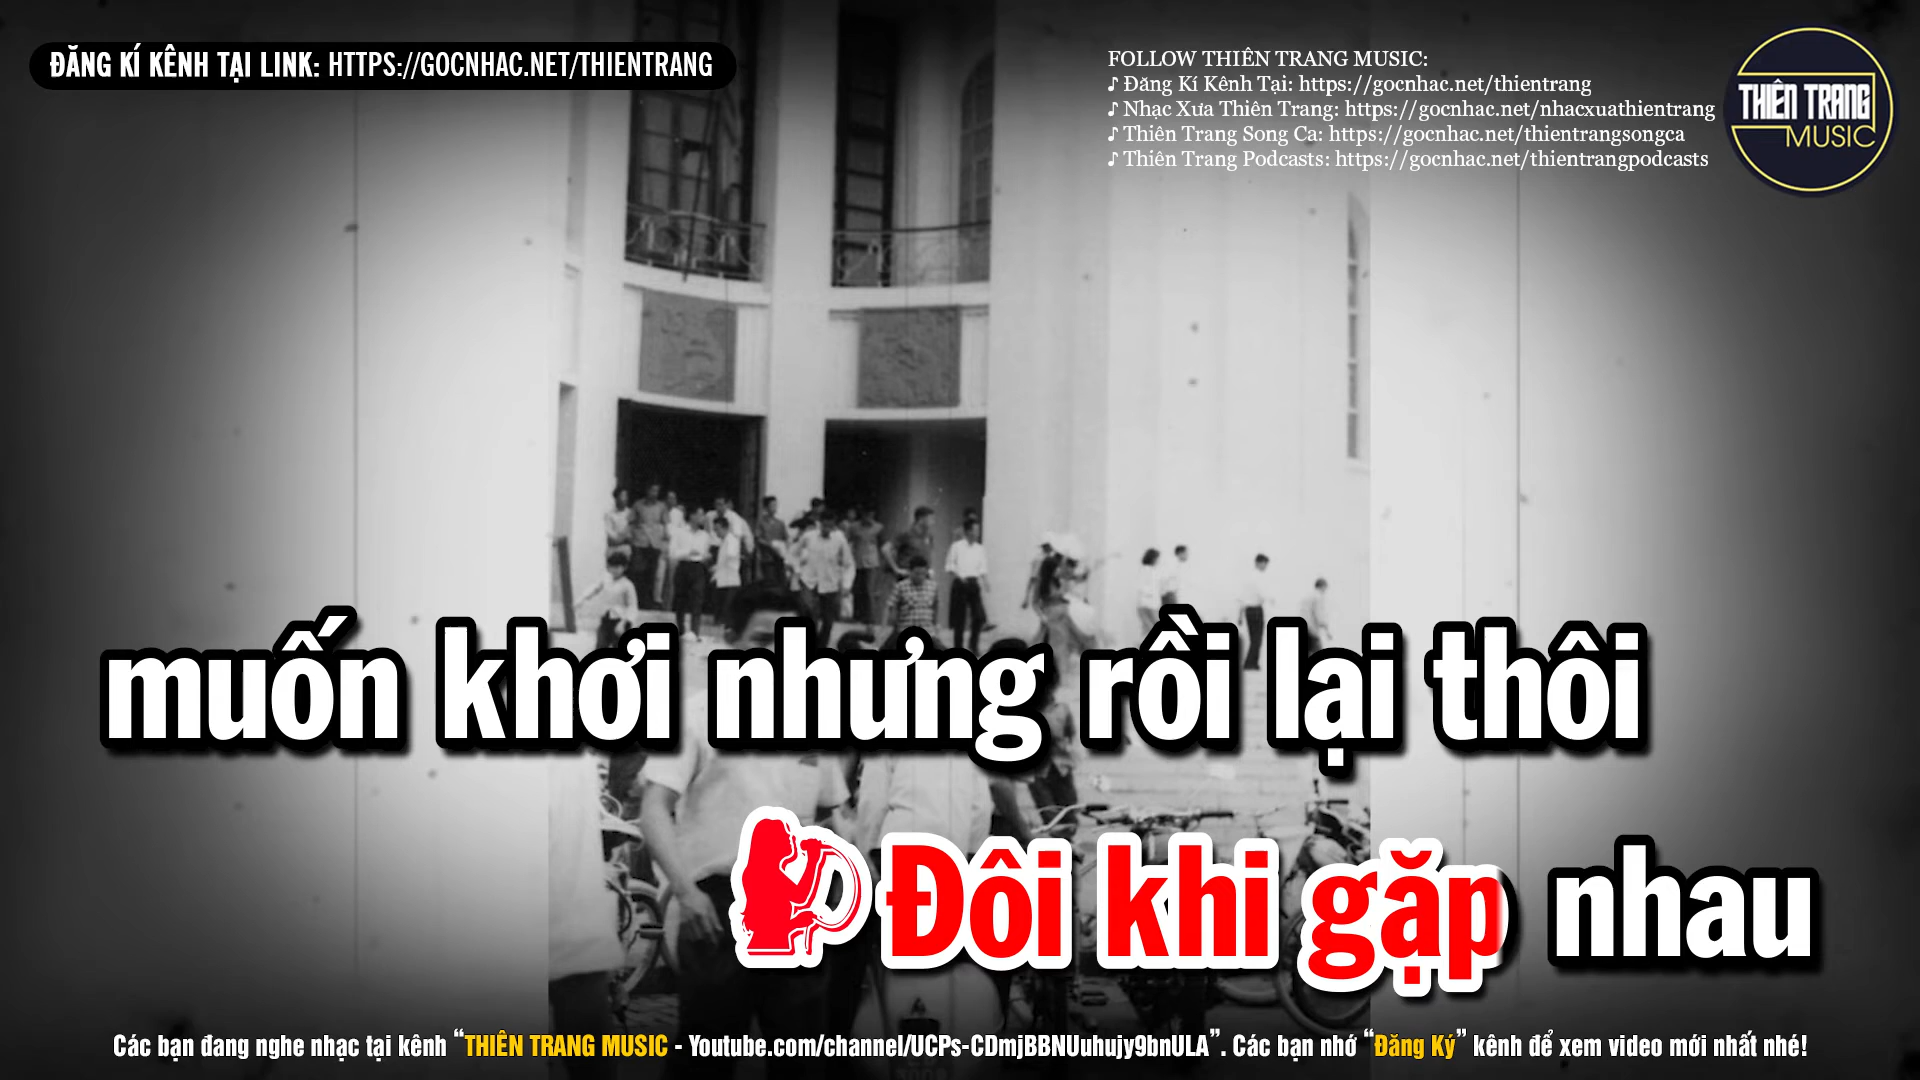 ĐĂNG KÍ KÊNH TẠI LINK: HTTPS://GOCNHAC.NET/THIENTRANG
FOLLOW THIÊN TRANG MUSIC:
♪ Đăng Kí Kênh Tại: https://gocnhac.net/thientrang
♪ Nhạc Xưa Thiên Trang: https://gocnhac.net/nhacxuathientrang
♪ Thiên Trang Song Ca: https://gocnhac.net/thientrangsongca
♪ Thiên Trang Podcasts: https://gocnhac.net/thientrangpodcasts
THIÊN TRANG
MUSIC
muốn khơi nhưng rồi lại thôi
Đôi khi gặp nhau
Các bạn đang nghe nhạc tại kênh “THIÊN TRANG MUSIC - Youtube.com/channel/UCPs-CDmjBBNUuhujy9bnULA”. Các bạn nhớ “Đăng Ký” kênh để xem video mới nhất nhé!